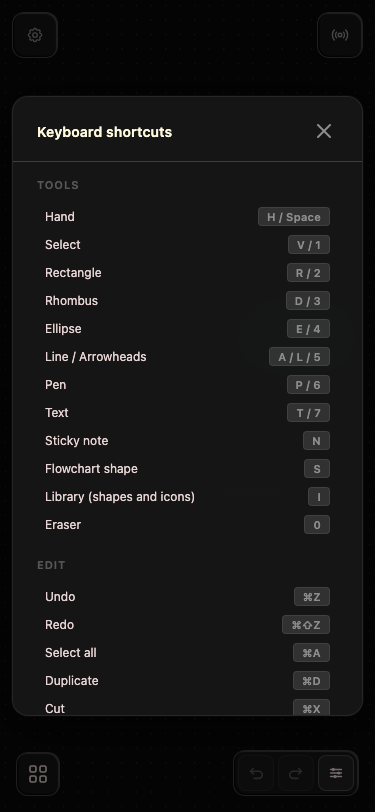 Keyboard shortcuts
TOOLS
Hand H / Space
Select V / 1
Rectangle R / 2
Rhombus D / 3
Ellipse E / 4
Line / Arrowheads A / L / 5
Pen P / 6
Text T / 7
Sticky note N
Flowchart shape S
Library (shapes and icons) I
Eraser 0
EDIT
Undo ⌘Z
Redo ⌘⇧Z
Select all ⌘A
Duplicate ⌘D
Cut ⌘X